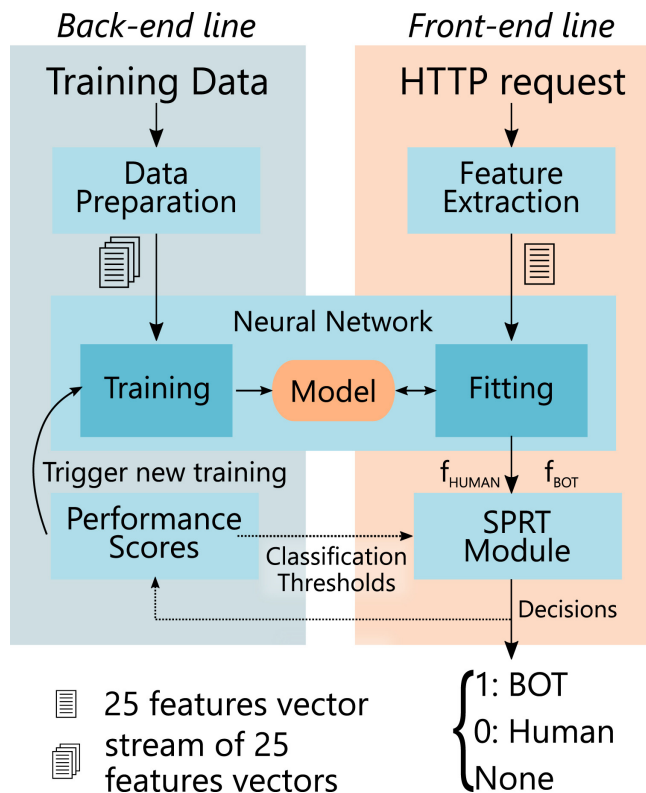 Back-end line
Front-end line
Training Data
HTTP request
Data
Preparation
Feature
Extraction
Neural Network
Training
Model
Fitting
Trigger new training
fHUMAN
fBOT
Performance
Scores
SPRT
Module
Classification
Thresholds
Decisions
1: BOT
0: Human
None
25 features vector
stream of 25
features vectors